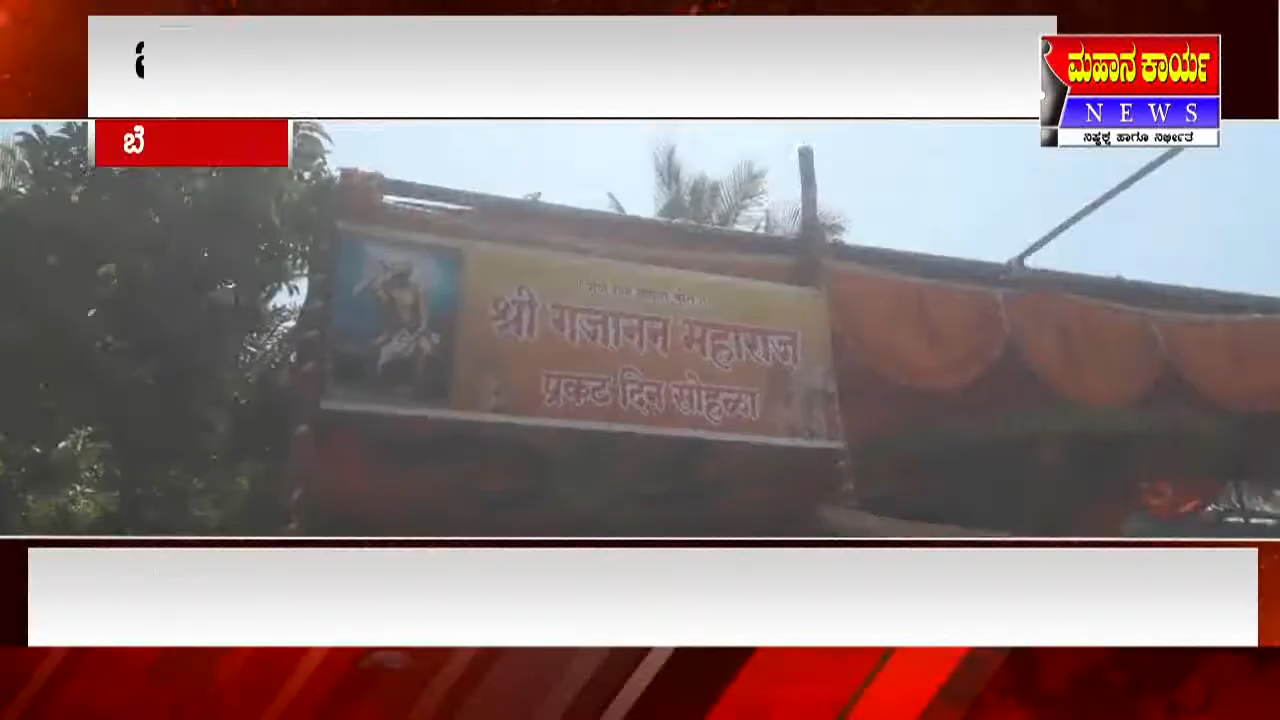 ಮಹಾನ ಕಾರ್ಯ
NEWS
ನಿಷ್ಪಕ್ಷ ಹಾಗೂ ನಿರ್ಭೀತ
ಬೆ
श्री गजानन महाराज
प्रकट दिन सोहळा